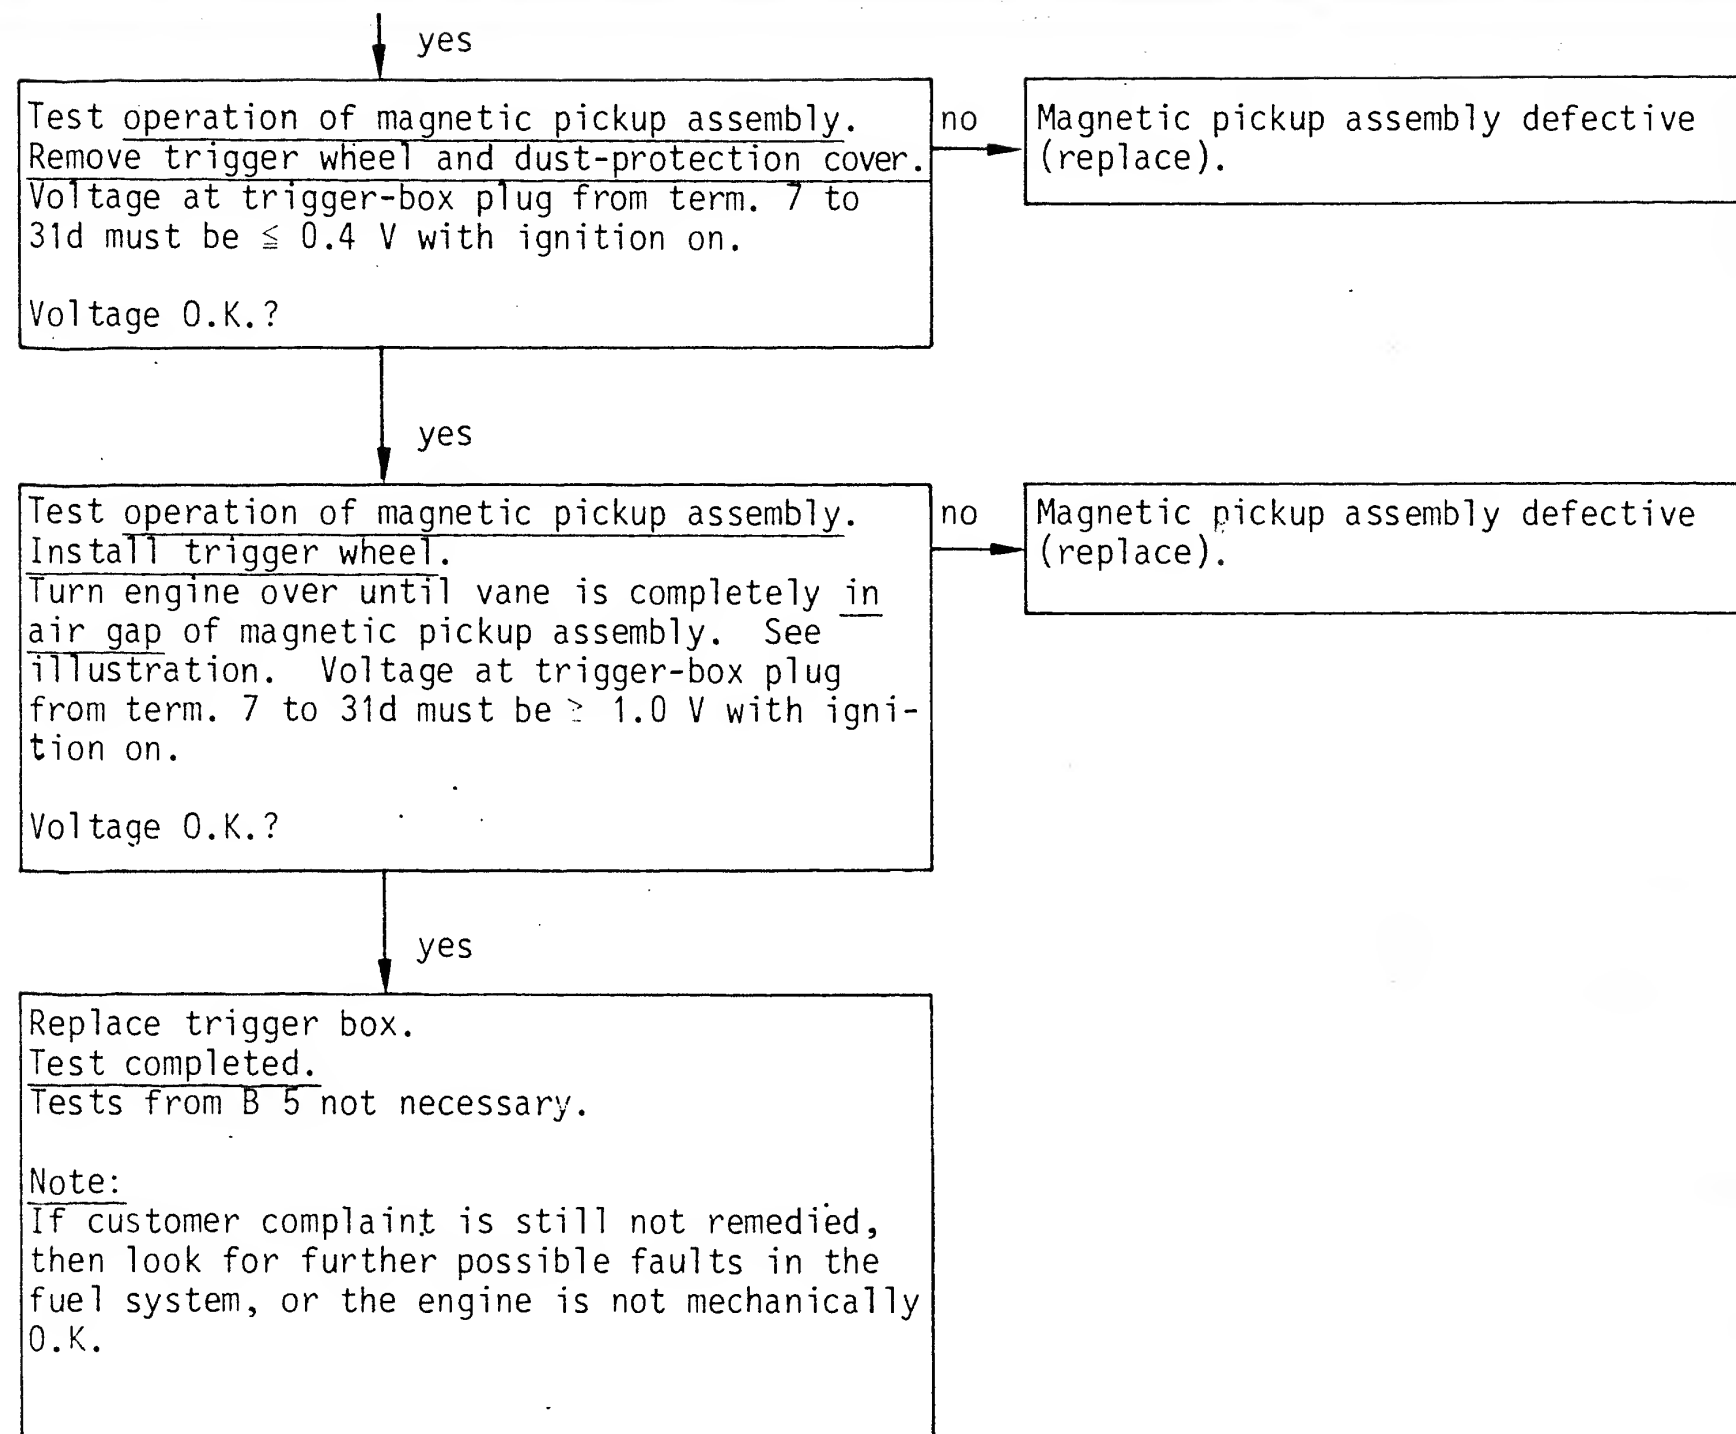 yes
Test operation of magnetic pickup assembly.
Remove trigger wheel and dust-protection cover.
Voltage at trigger-box plug from term. 7 to
31d must be ≦ 0.4 V with ignition on.
Voltage O.K.?
no
Magnetic pickup assembly defective
(replace).
yes
Test operation of magnetic pickup assembly.
Install trigger wheel.
Turn engine over until vane is completely in
air gap of magnetic pickup assembly. See
illustration. Voltage at trigger-box plug
from term. 7 to 31d must be ≥ 1.0 V with igni-
tion on.
Voltage O.K.?
no
Magnetic pickup assembly defective
(replace).
yes
Replace trigger box.
Test completed.
Tests from B 5 not necessary.
Note:
If customer complaint is still not remedied,
then look for further possible faults in the
fuel system, or the engine is not mechanically
O.K.